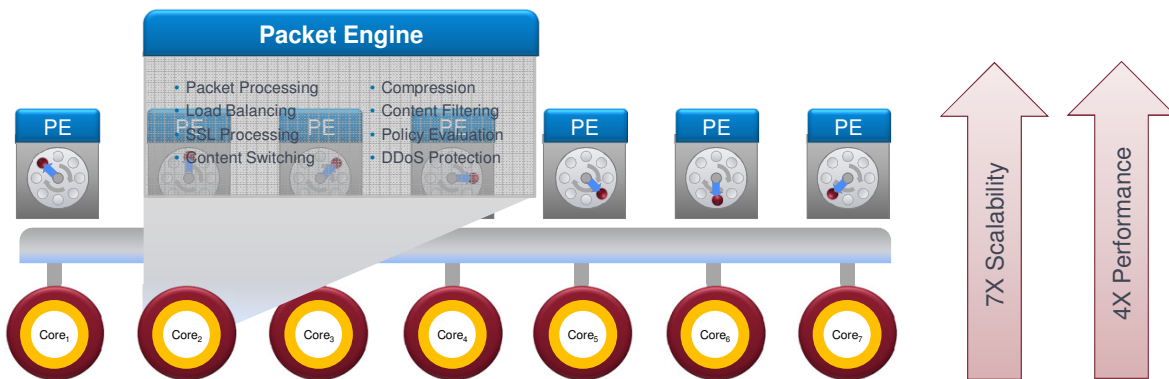 Packet Engine
• Packet Processing
• Load Balancing
• SSL Processing
• Content Switching
• Compression
• Content Filtering
• Policy Evaluation
• DDoS Protection
PE
PE
PE
PE
PE
PE
PE
Core₁
Core₂
Core₃
Core₄
Core₅
Core₆
Core₇
7X Scalability
4X Performance